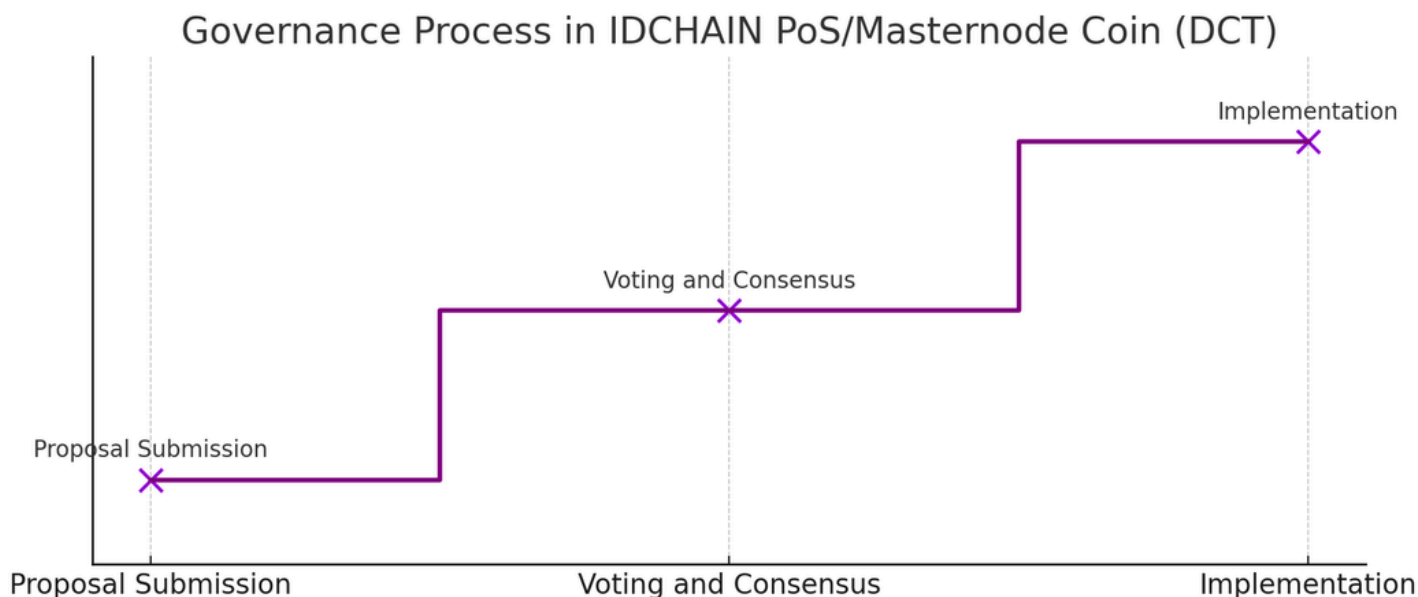 Governance Process in IDCHAIN PoS/Masternode Coin (DCT)
Implementation
Voting and Consensus
Proposal Submission
Proposal Submission
Voting and Consensus
Implementation